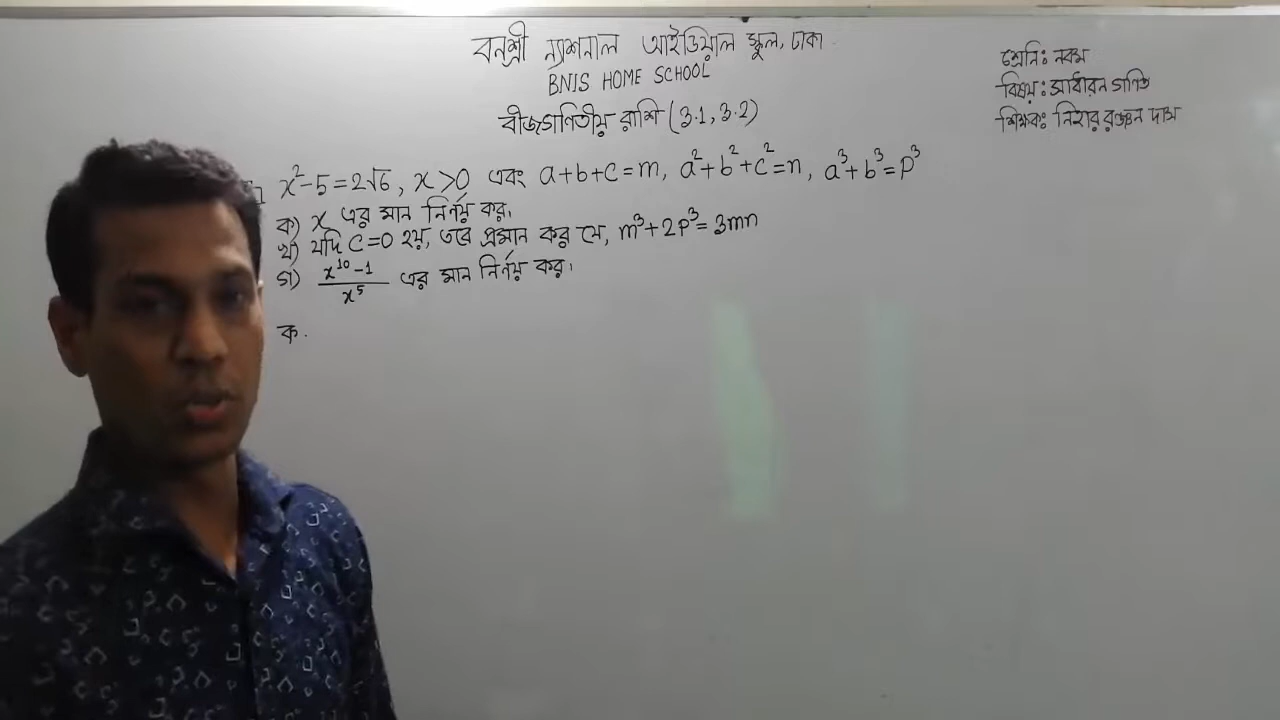 বনশ্রী ন্যাশনাল আইডিয়াল স্কুল, ঢাকা
BNIS HOME SCHOOL
বীজগণিতীয় রাশি (3.1, 3.2)
শ্রেনিঃ নবম
বিষয়ঃ সাধারন গণিত
শিক্ষকঃ নিহার রঞ্জন দাস
x²-5=2√6, x>0 এবং a+b+c=m, a²+b²+c²=n, a³+b³=p³
ক) x এর মান নির্ণয় কর।
খ) যদি c=0 হয়, তবে প্রমান কর যে, m³+2p³=3mn
গ) (x¹⁰-1)/x⁵ এর মান নির্ণয় কর।
ক.